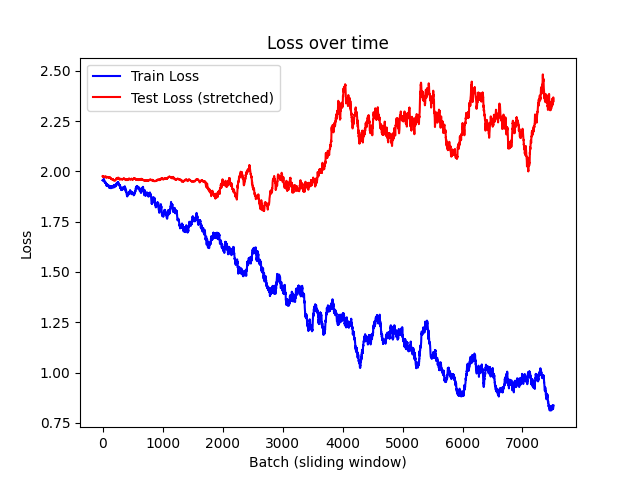 Loss over time
Train Loss
Test Loss (stretched)
2.50
2.25
2.00
1.75
1.50
1.25
1.00
0.75
Loss
0 1000 2000 3000 4000 5000 6000 7000
Batch (sliding window)